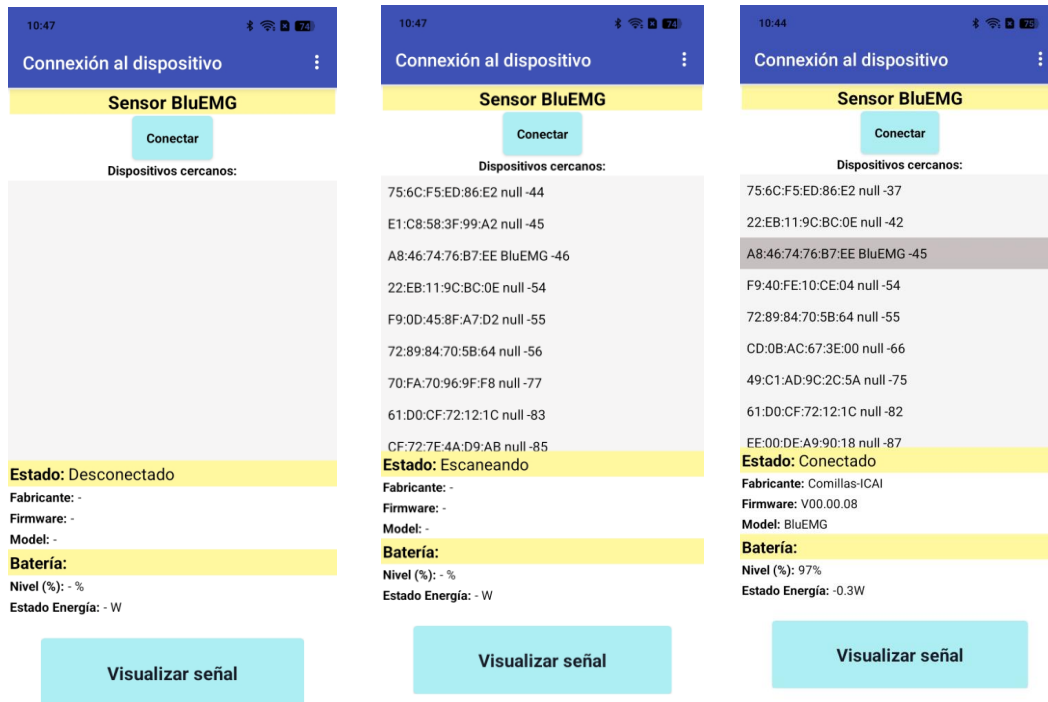 10:47
74
Connexión al dispositivo
Sensor BluEMG
Conectar
Dispositivos cercanos:
Estado: Desconectado
Fabricante: -
Firmware: -
Model: -
Batería:
Nivel (%): - %
Estado Energía: - W
Visualizar señal
10:47
74
Connexión al dispositivo
Sensor BluEMG
Conectar
Dispositivos cercanos:
75:6C:F5:ED:86:E2 null -44
E1:C8:58:3F:99:A2 null -45
A8:46:74:76:B7:EE BluEMG -46
22:EB:11:9C:BC:0E null -54
F9:0D:45:8F:A7:D2 null -55
72:89:84:70:5B:64 null -56
70:FA:70:96:9F:F8 null -77
61:D0:CF:72:12:1C null -83
CF:72:7E:4A:D9:AB null -85
Estado: Escaneando
Fabricante: -
Firmware: -
Model: -
Batería:
Nivel (%): - %
Estado Energía: - W
Visualizar señal
10:44
75
Connexión al dispositivo
Sensor BluEMG
Conectar
Dispositivos cercanos:
75:6C:F5:ED:86:E2 null -37
22:EB:11:9C:BC:0E null -42
A8:46:74:76:B7:EE BluEMG -45
F9:40:FE:10:CE:04 null -54
72:89:84:70:5B:64 null -55
CD:0B:AC:67:3E:00 null -66
49:C1:AD:9C:2C:5A null -75
61:D0:CF:72:12:1C null -82
EE:00:DE:A9:90:18 null -87
Estado: Conectado
Fabricante: Comillas-ICAI
Firmware: V00.00.08
Model: BluEMG
Batería:
Nivel (%): 97%
Estado Energía: -0.3W
Visualizar señal